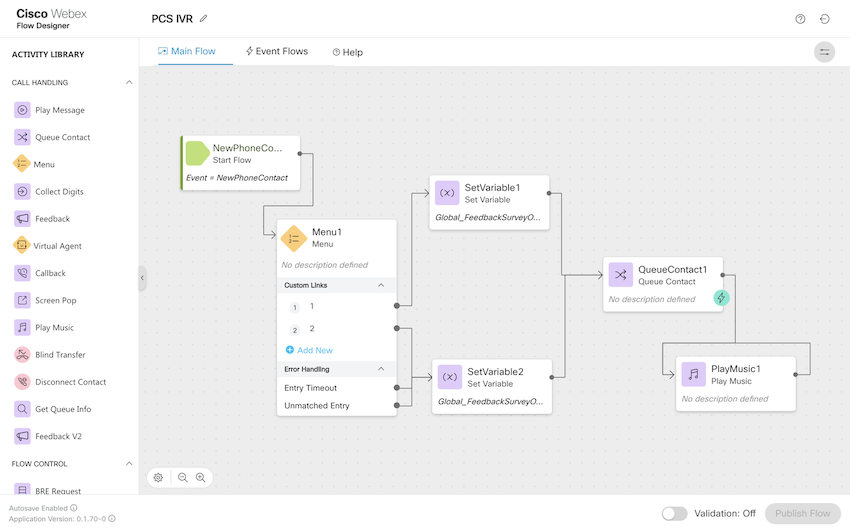 Cisco Webex
Flow Designer
PCS IVR
ACTIVITY LIBRARY
CALL HANDLING
Play Message
Queue Contact
Menu
Collect Digits
Feedback
Virtual Agent
Callback
Screen Pop
Play Music
Blind Transfer
Disconnect Contact
Get Queue Info
Feedback V2
FLOW CONTROL
BRE Request
Main Flow
Event Flows
Help
NewPhoneCo...
Start Flow
Event = NewPhoneContact
Menu1
Menu
No description defined
Custom Links
1 1
2 2
Add New
Error Handling
Entry Timeout
Unmatched Entry
(x) SetVariable1
Set Variable
Global_FeedbackSurveyO...
(x) SetVariable2
Set Variable
Global_FeedbackSurveyO...
QueueContact1
Queue Contact
No description defined
PlayMusic1
Play Music
No description defined
Autosave Enabled
Application Version: 0.1.70-0
Validation: Off
Publish Flow